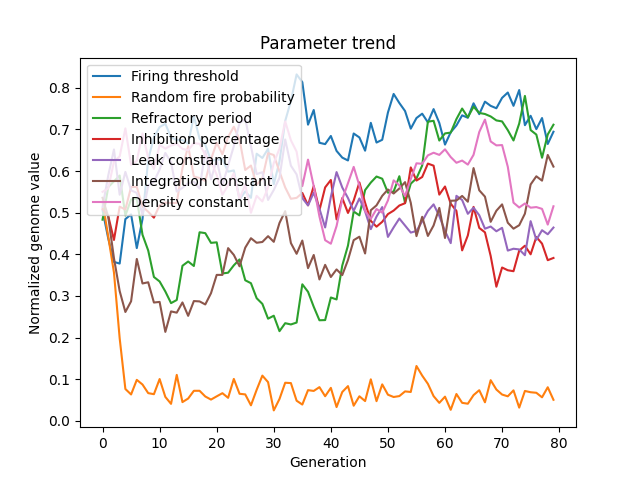 Parameter trend
Firing threshold
Random fire probability
Refractory period
Inhibition percentage
Leak constant
Integration constant
Density constant
Normalized genome value
0.8
0.7
0.6
0.5
0.4
0.3
0.2
0.1
0.0
0 10 20 30 40 50 60 70 80
Generation